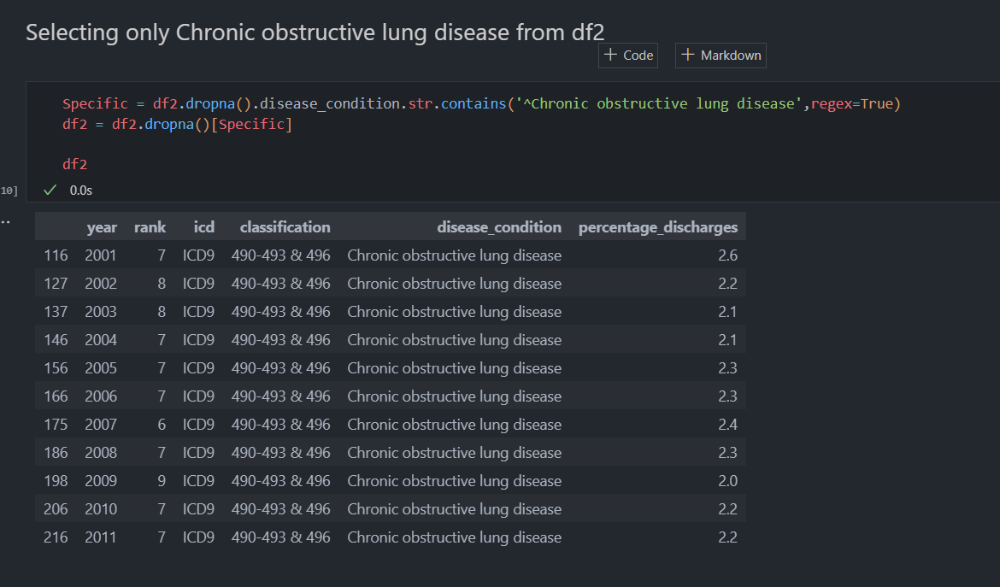 Selecting only Chronic obstructive lung disease from df2
+ Code + Markdown
Specific = df2.dropna().disease_condition.str.contains('^Chronic obstructive lung disease',regex=True)
df2 = df2.dropna()[Specific]
df2
10] ✓ 0.0s
year rank icd classification disease_condition percentage_discharges
116 2001 7 ICD9 490-493 & 496 Chronic obstructive lung disease 2.6
127 2002 8 ICD9 490-493 & 496 Chronic obstructive lung disease 2.2
137 2003 8 ICD9 490-493 & 496 Chronic obstructive lung disease 2.1
146 2004 7 ICD9 490-493 & 496 Chronic obstructive lung disease 2.1
156 2005 7 ICD9 490-493 & 496 Chronic obstructive lung disease 2.3
166 2006 7 ICD9 490-493 & 496 Chronic obstructive lung disease 2.3
175 2007 6 ICD9 490-493 & 496 Chronic obstructive lung disease 2.4
186 2008 7 ICD9 490-493 & 496 Chronic obstructive lung disease 2.3
198 2009 9 ICD9 490-493 & 496 Chronic obstructive lung disease 2.0
206 2010 7 ICD9 490-493 & 496 Chronic obstructive lung disease 2.2
216 2011 7 ICD9 490-493 & 496 Chronic obstructive lung disease 2.2